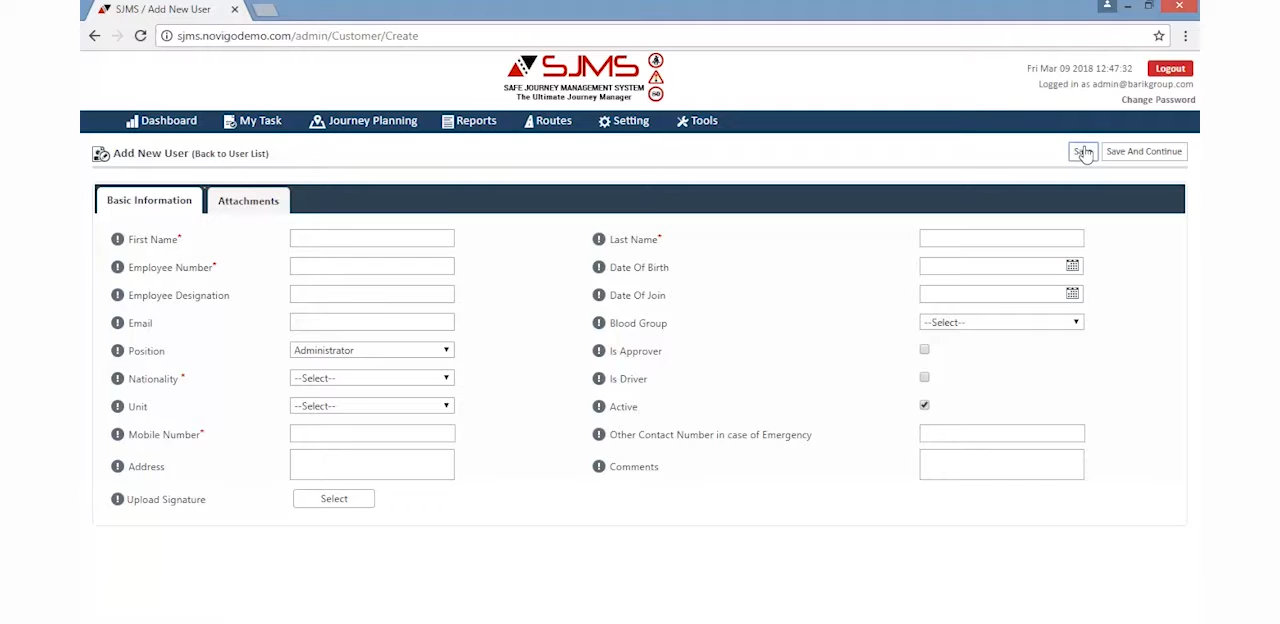 SJMS / Add New User
sjms.novigodemo.com/admin/Customer/Create
SJMS
SAFE JOURNEY MANAGEMENT SYSTEM
The Ultimate Journey Manager
Fri Mar 09 2018 12:47:32
Logout
Logged in as admin@barikgroup.com
Change Password
Dashboard
My Task
Journey Planning
Reports
Routes
Setting
Tools
Add New User (Back to User List)
Save And Continue
Basic Information
Attachments
First Name*
Last Name*
Employee Number*
Date Of Birth
Employee Designation
Date Of Join
Email
Blood Group
--Select--
Position
Administrator
Is Approver
Nationality *
--Select--
Is Driver
Unit
--Select--
Active
Mobile Number*
Other Contact Number in case of Emergency
Address
Comments
Upload Signature
Select